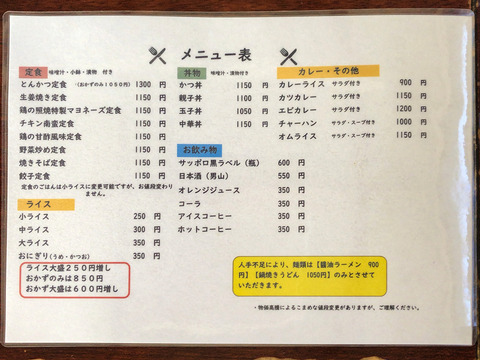 メニュー表
定食 味噌汁・小鉢・漬物 付き
とんかつ定食 (おかずのみ1050円) 1300 円
生姜焼き定食 1150 円
鶏の照焼特製マヨネーズ定食 1150 円
チキン南蛮定食 1150 円
鶏の甘酢風味定食 1150 円
野菜炒め定食 1150 円
焼きそば定食 1150 円
餃子定食 1150 円
定食のごはんは小ライスに変更可能ですが、お値段変わりません。
ライス
小ライス 250 円
中ライス 300 円
大ライス 350 円
おにぎり(うめ・かつお) 350 円
ライス大盛250円増し
おかずのみは850円
おかず大盛は600円増し
丼物 味噌汁・漬物付き
かつ丼 1150 円
親子丼 1100 円
玉子丼 1050 円
中華丼 1150 円
お飲み物
サッポロ黒ラベル(瓶) 600 円
日本酒(男山) 550 円
オレンジジュース 350 円
コーラ 350 円
アイスコーヒー 350 円
ホットコーヒー 350 円
カレー・その他
カレーライス サラダ付き 900 円
カツカレー サラダ付き 1150 円
エビカレー サラダ付き 1150 円
チャーハン サラダ・スープ付き 1000 円
オムライス サラダ・スープ付き 1150 円
人手不足により、麺類は【醤油ラーメン 900
円】【鍋焼きうどん 1050円】のみとさせて
いただきます。
・物価高騰によるこまめな値段変更がありますが、ご理解ください。